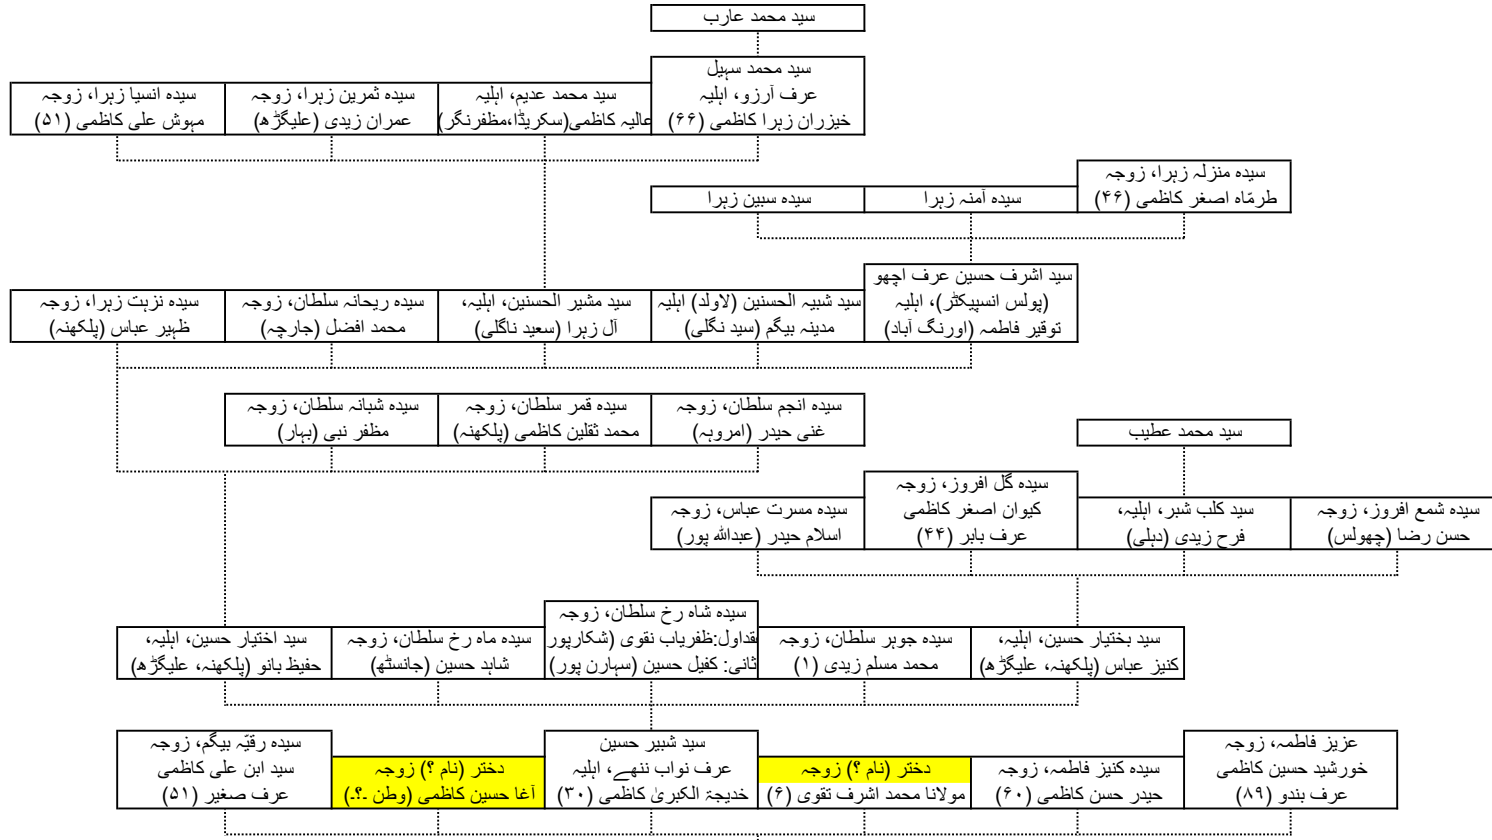 سید محمد عارب
سید محمد سہیل
عرف آرزو، اہلیہ
خیزران زہرا کاظمی (۶۶)
سید محمد عدیم، اہلیہ
عالیہ کاظمی(سکریڈا،مظفرنگر)
سیدہ ثمرین زہرا، زوجہ
عمران زیدی (علیگڑھ)
سیدہ انسیا زہرا، زوجہ
مہوش علی کاظمی (۵۱)
سیدہ منزلہ زہرا، زوجہ
طرمّاہ اصغر کاظمی (۴۶)
سیدہ آمنہ زہرا
سیدہ سبین زہرا
سید اشرف حسین عرف اچھو
(پولس انسپیکٹر)، اہلیہ
توقیر فاطمہ (اورنگ آباد)
سید شبیہ الحسنین (لاولد) اہلیہ
مدینہ بیگم (سید نگلی)
سید مشیر الحسنین، اہلیہ،
آل زہرا (سعید ناگلی)
سیدہ ریحانہ سلطان، زوجہ
محمد افضل (جارچہ)
سیدہ نزہت زہرا، زوجہ
ظہیر عباس (پلکھنہ)
سیدہ انجم سلطان، زوجہ
غنی حیدر (امروہہ)
سیدہ قمر سلطان، زوجہ
محمد ثقلین کاظمی (پلکھنہ)
سیدہ شبانہ سلطان، زوجہ
مظفر نبی (بہار)
سید محمد عطیب
سیدہ شمع افروز، زوجہ
حسن رضا (چھولس)
سید کلب شبر، اہلیہ،
فرح زیدی (دہلی)
سیدہ گل افروز، زوجہ
کیوان اصغر کاظمی
عرف بابر (۴۴)
سیدہ مسرت عباس، زوجہ
اسلام حیدر (عبداللہ پور)
سید بختیار حسین، اہلیہ،
کنیز عباس (پلکھنہ، علیگڑھ)
سیدہ جوہر سلطان، زوجہ
محمد مسلم زیدی (۱)
سیدہ شاہ رخ سلطان، زوجہ
عقداول:ظفریاب نقوی (شکارپور
ثانی: کفیل حسین (سہارن پور)
سیدہ ماہ رخ سلطان، زوجہ
شاہد حسین (جانسٹھ)
سید اختیار حسین، اہلیہ،
حفیظ بانو (پلکھنہ، علیگڑھ)
عزیز فاطمہ، زوجہ
خورشید حسین کاظمی
عرف بندو (۸۹)
سیدہ کنیز فاطمہ، زوجہ
حیدر حسن کاظمی (۶۰)
دختر (نام ؟) زوجہ
مولانا محمد اشرف تقوی (۶)
سید شبیر حسین
عرف نواب ننھے، اہلیہ
خدیجۃ الکبریٰ کاظمی (۳۰)
دختر (نام ؟) زوجہ
آغا حسین کاظمی (وطن ۔؟۔)
سیدہ رقیّہ بیگم، زوجہ
سید ابن علی کاظمی
عرف صغیر (۵۱)